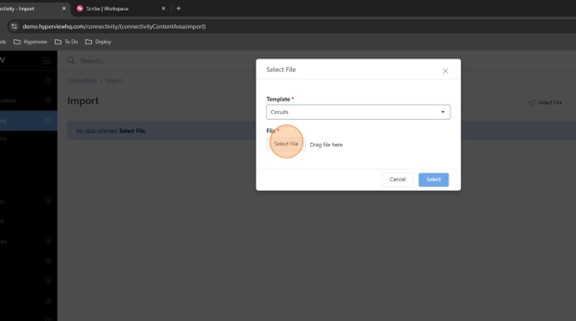 ctivity - Import
Scribe | Workspace
demo.hyperviewhq.com/connectivity/(connectivityContentArea:import)
Hyperview
To Do
Deploy
Search...
Connectivity / Import
Import
Select File
No data selected. Select File.
Select File
Template *
Circuits
File *
Select File
Drag file here
Cancel
Select